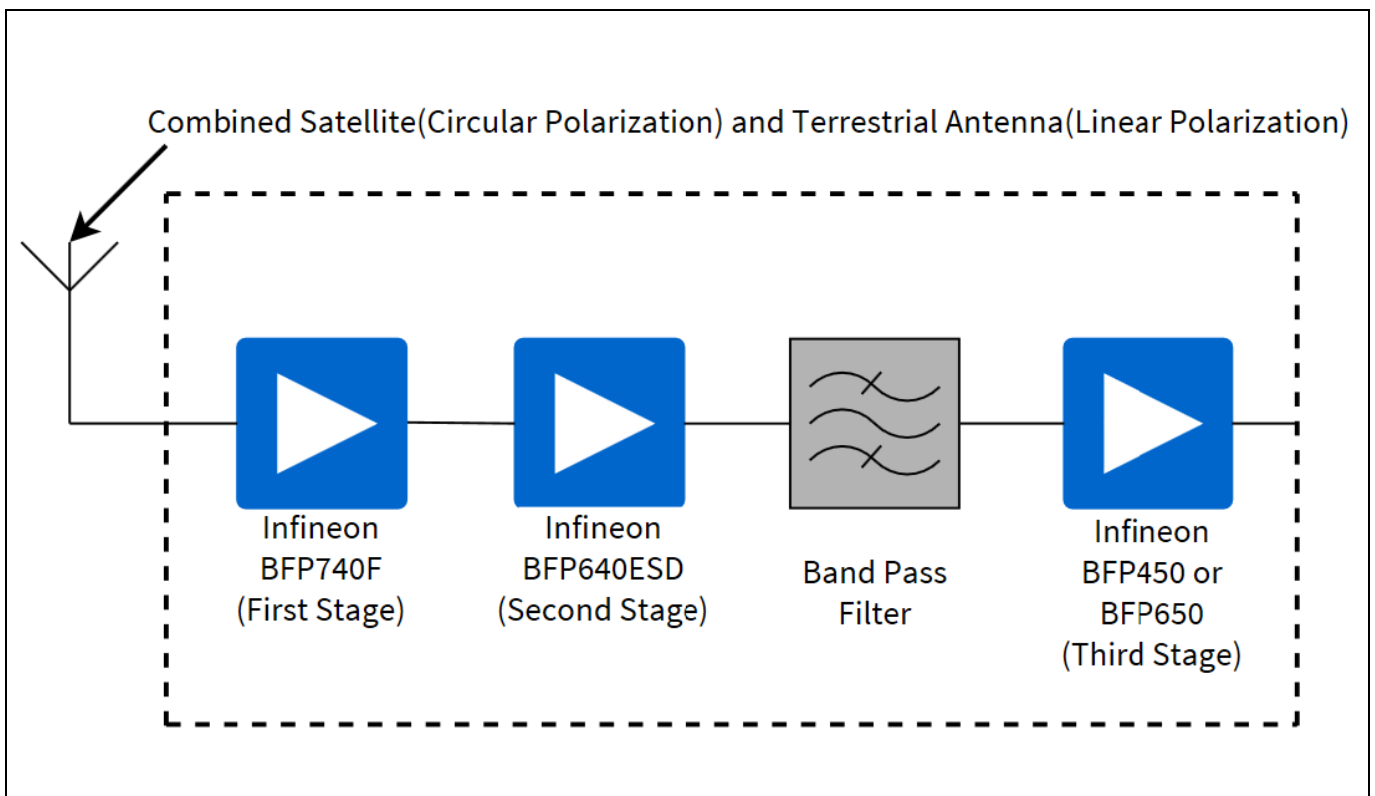 Combined Satellite(Circular Polarization) and Terrestrial Antenna(Linear Polarization)
Infineon
BFP740F
(First Stage)
Infineon
BFP640ESD
(Second Stage)
Band Pass
Filter
Infineon
BFP450 or
BFP650
(Third Stage)